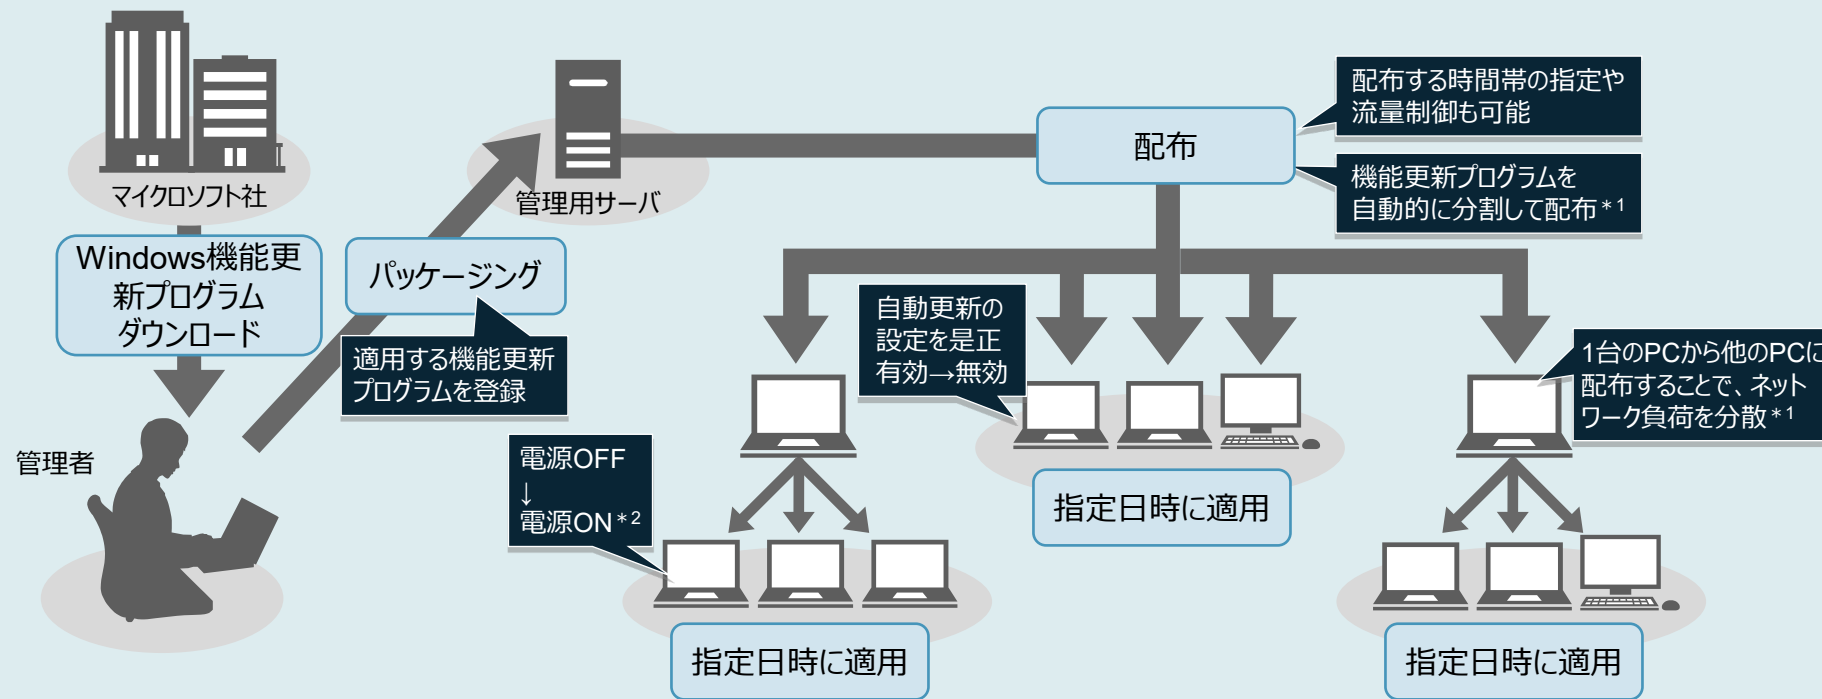 マイクロソフト社
Windows機能更
新プログラム
ダウンロード
管理者
パッケージング
適用する機能更新
プログラムを登録
管理用サーバ
配布
配布する時間帯の指定や
流量制御も可能
機能更新プログラムを
自動的に分割して配布*1
自動更新の
設定を是正
有効→無効
1台のPCから他のPCに
配布することで、ネット
ワーク負荷を分散*1
電源OFF
↓
電源ON*2
指定日時に適用
指定日時に適用
指定日時に適用